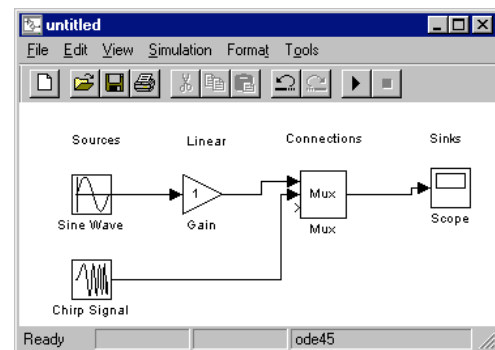 untitled
File Edit View Simulation Format Tools
Sources Linear Connections Sinks
1
Mux
Sine Wave Gain Mux Scope
Chirp Signal
Ready ode45